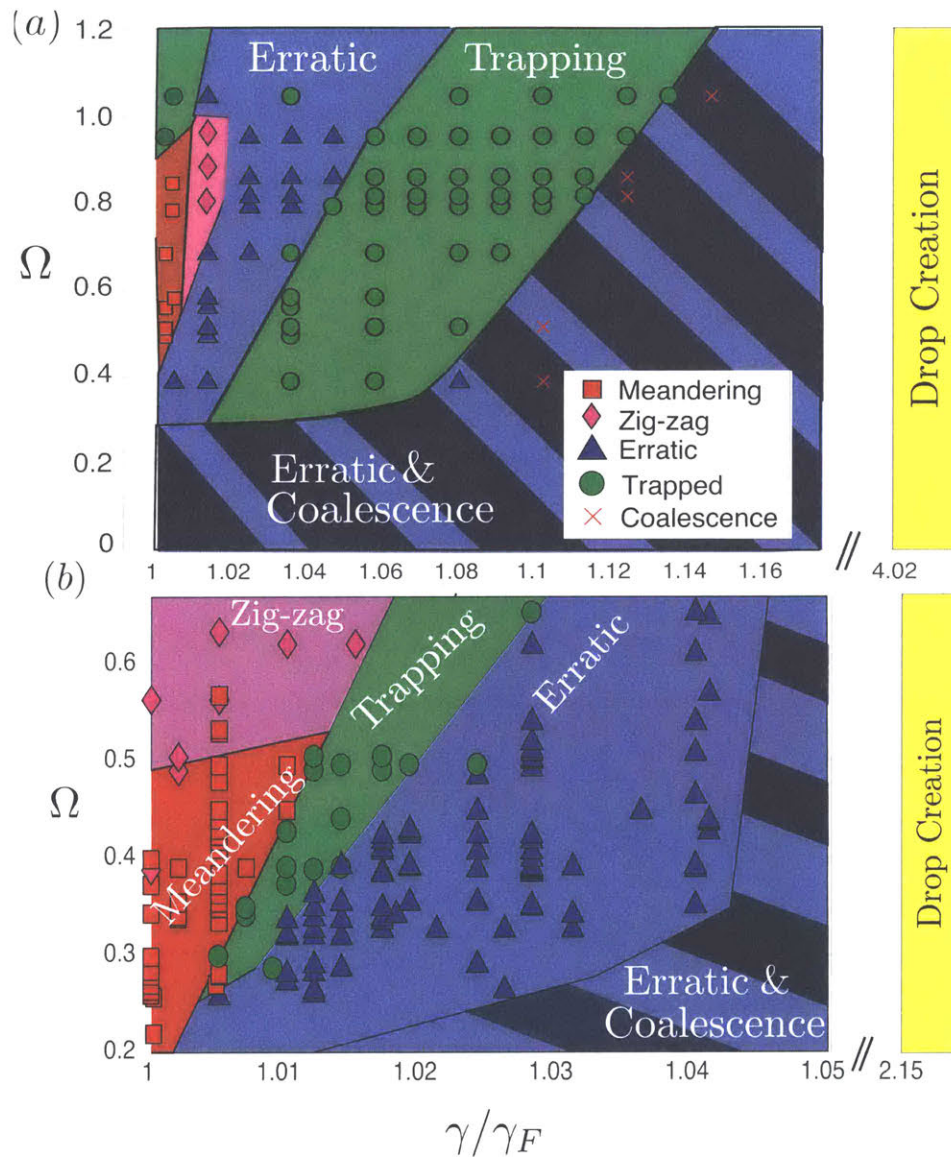 (a)
1.2
1.0
0.8
0.6
0.4
0.2
0
Ω
Erratic
Trapping
Erratic &
Coalescence
Meandering
Zig-zag
Erratic
Trapped
Coalescence
Drop Creation
1 1.02 1.04 1.06 1.08 1.1 1.12 1.14 1.16 // 4.02
(b)
0.6
0.5
0.4
0.3
0.2
Ω
Zig-zag
Trapping
Erratic
Meandering
Erratic &
Coalescence
Drop Creation
1 1.01 1.02 1.03 1.04 1.05 // 2.15
γ/γ_F